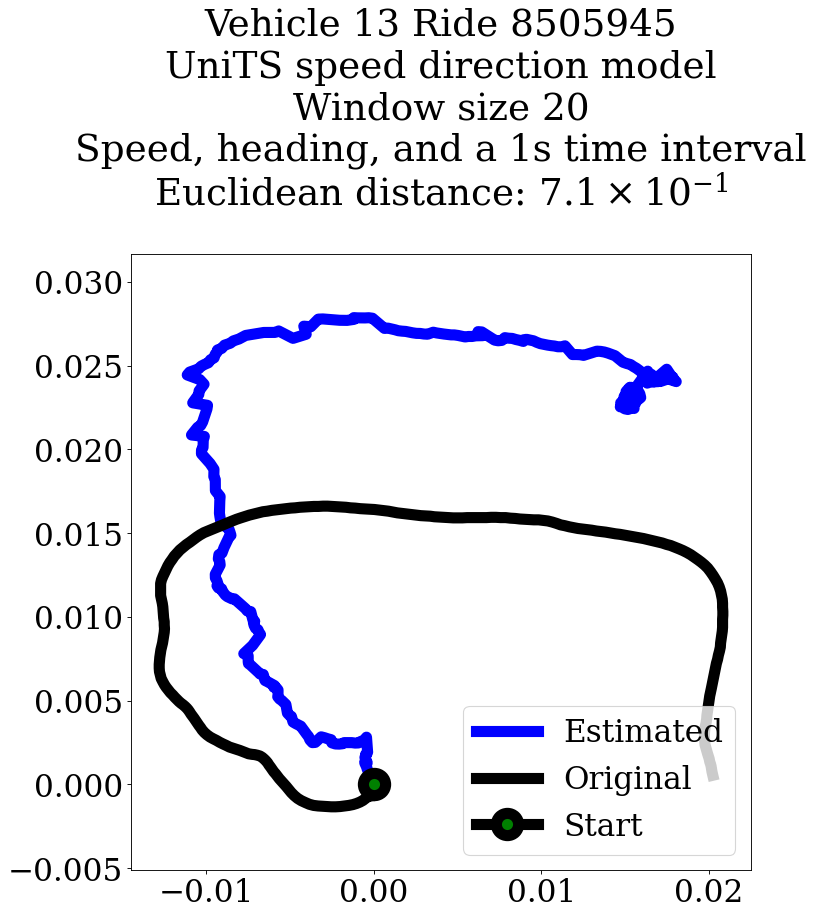 Vehicle 13 Ride 8505945
UniTS speed direction model
Window size 20
Speed, heading, and a 1s time interval
Euclidean distance: 7.1 × 10⁻¹
0.030
0.025
0.020
0.015
0.010
0.005
0.000
−0.005
−0.01
0.00
0.01
0.02
Estimated
Original
Start